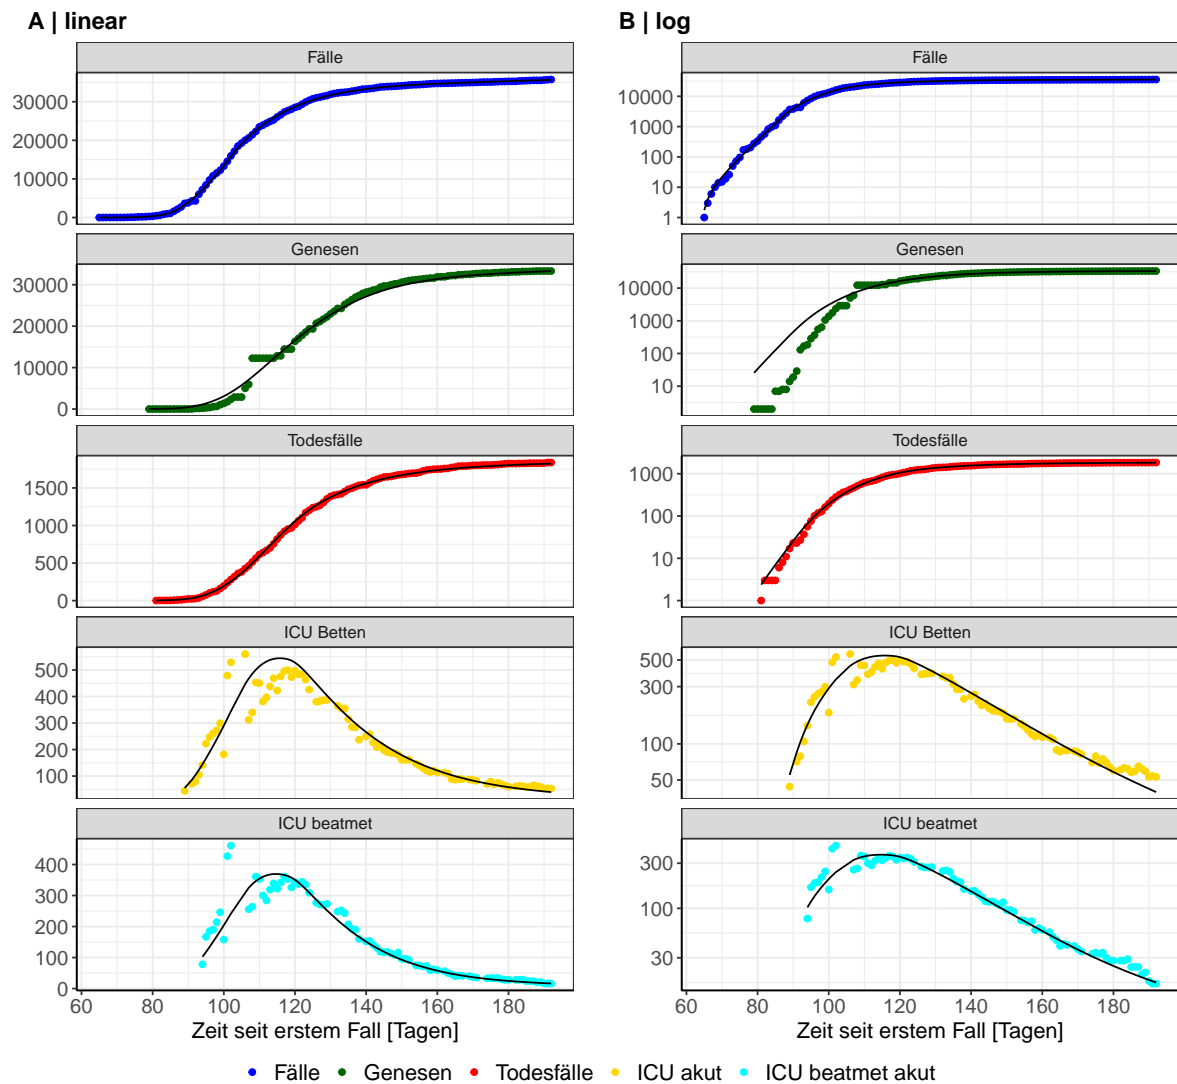 A | linear
Fälle
30000
20000
10000
0
Genesen
30000
20000
10000
0
Todesfälle
1500
1000
500
0
ICU Betten
500
400
300
200
100
ICU beatmet
400
300
200
100
0
60 80 100 120 140 160 180
Zeit seit erstem Fall [Tagen]
B | log
Fälle
10000
1000
100
10
1
Genesen
10000
1000
100
10
Todesfälle
1000
100
10
1
ICU Betten
500
300
100
50
ICU beatmet
300
100
30
60 80 100 120 140 160 180
Zeit seit erstem Fall [Tagen]
Fälle Genesen Todesfälle ICU akut ICU beatmet akut